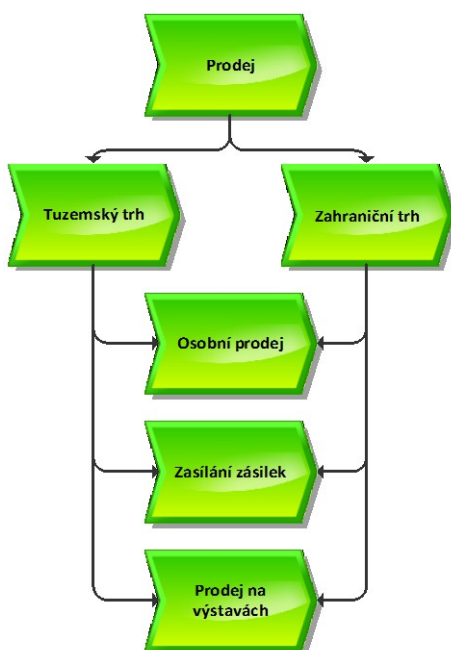 Prodej
Tuzemský trh
Zahraniční trh
Osobní prodej
Zasílání zásilek
Prodej na
výstavách